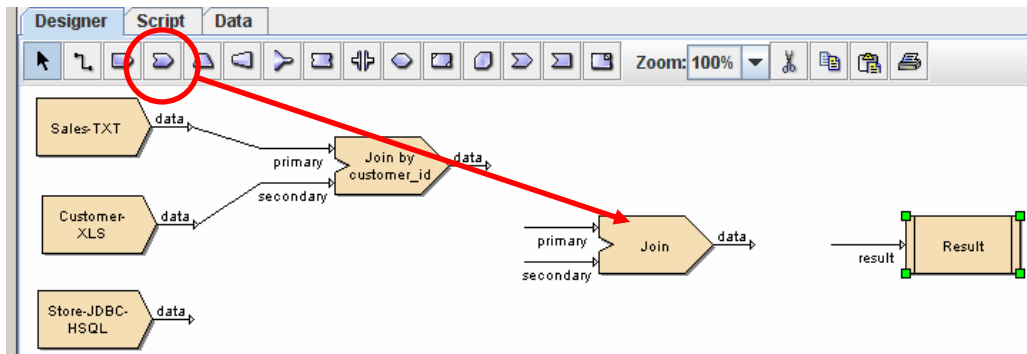 Designer Script Data
Zoom: 100%
Sales-TXT
data
primary
Join by
customer_id
data
secondary
Customer-
XLS
data
primary
Join
data
secondary
result
Result
Store-JDBC-
HSQL
data